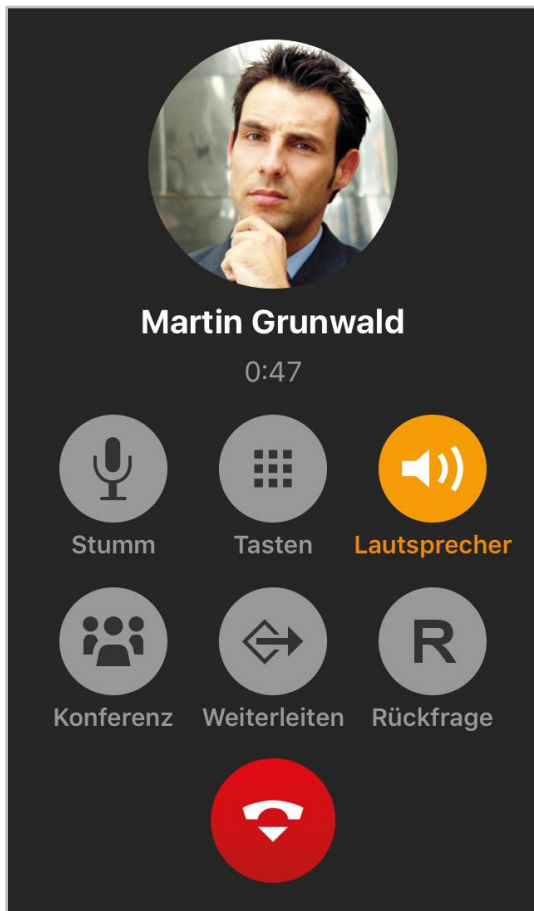 Martin Grunwald
0:47
Stumm Tasten Lautsprecher
R
Konferenz Weiterleiten Rückfrage